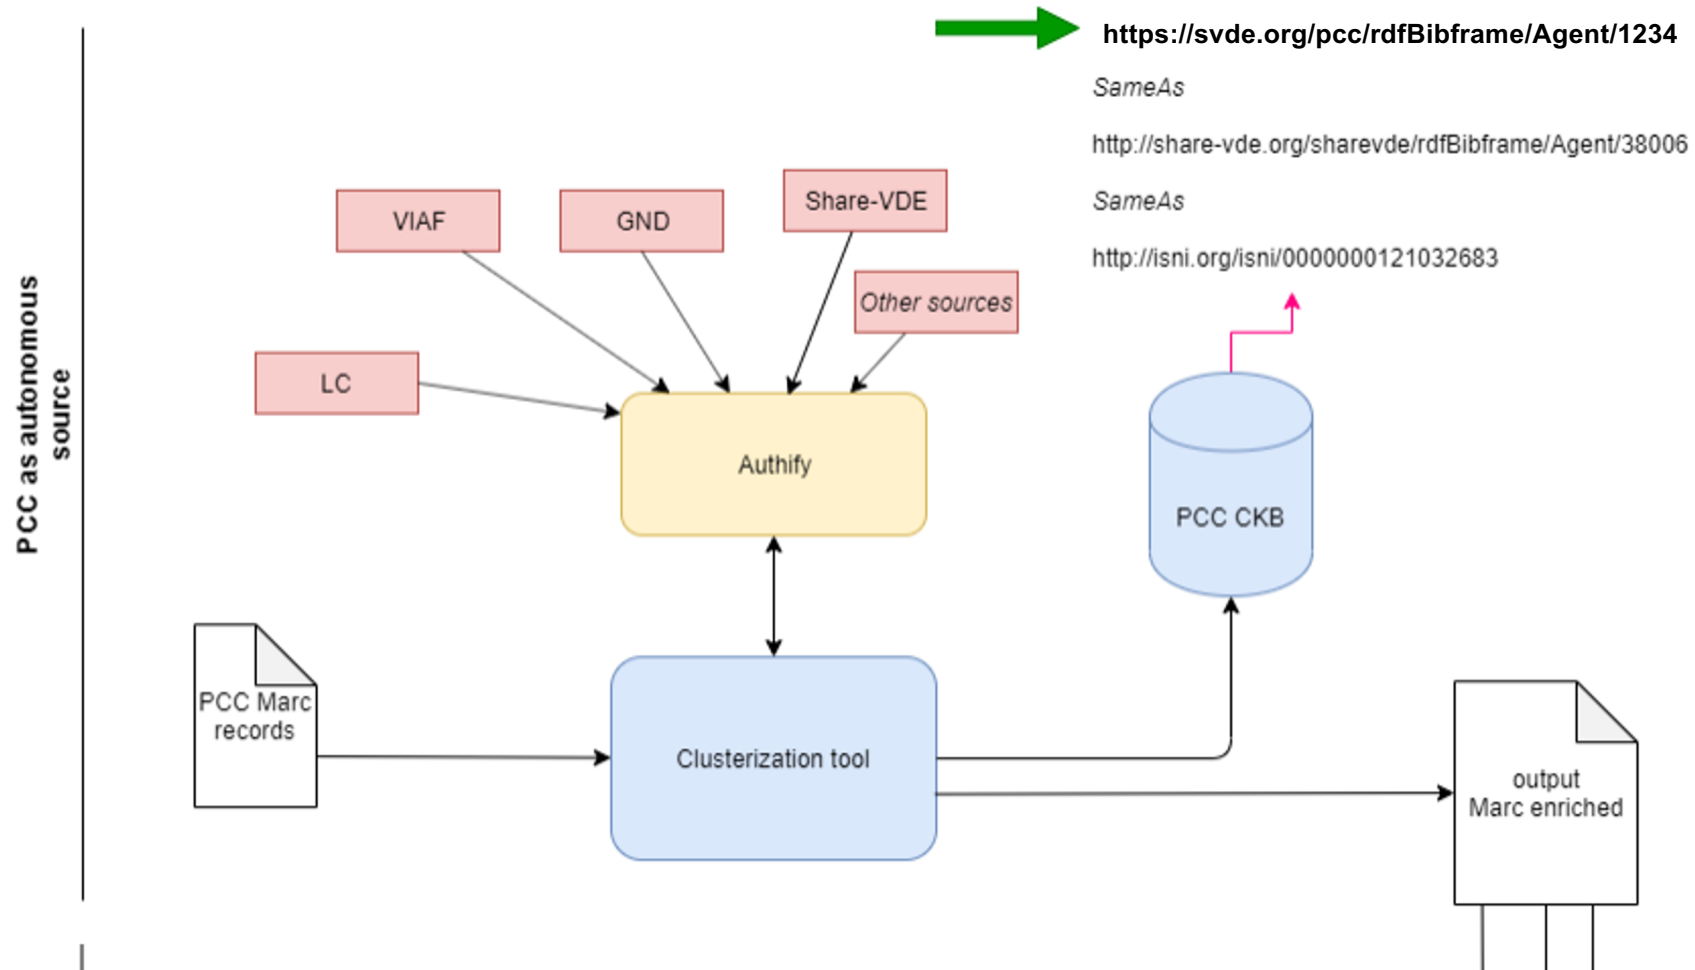 https://svde.org/pcc/rdfBibframe/Agent/1234
SameAs
http://share-vde.org/sharevde/rdfBibframe/Agent/38006
SameAs
http://isni.org/isni/0000000121032683
VIAF
GND
Share-VDE
Other sources
LC
PCC as autonomous
source
Authify
PCC CKB
PCC Marc
records
Clusterization tool
output
Marc enriched